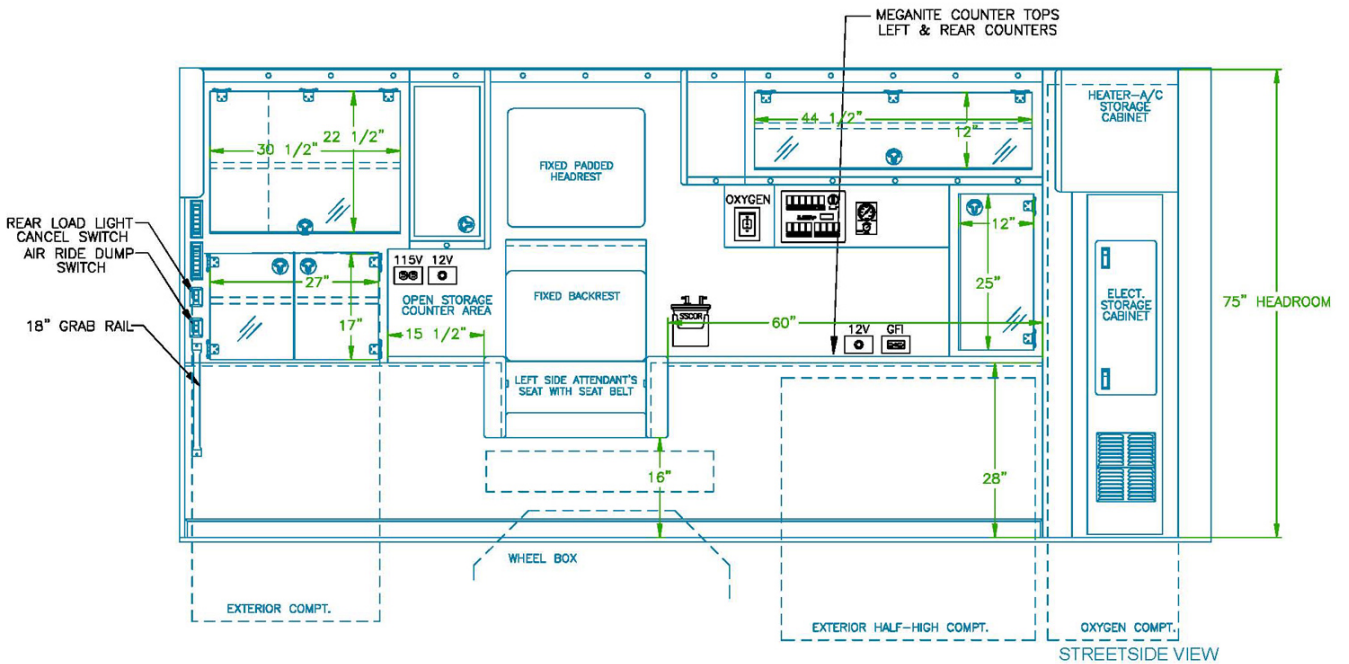 MEGANITE COUNTER TOPS
LEFT & REAR COUNTERS
HEATER-A/C
STORAGE
CABINET
22 1/2"
30 1/2"
44 1/2"
12"
FIXED PADDED
HEADREST
OXYGEN
REAR LOAD LIGHT
CANCEL SWITCH
AIR RIDE DUMP
SWITCH
18" GRAB RAIL
115V 12V
OPEN STORAGE
COUNTER AREA
27"
17"
15 1/2"
FIXED BACKREST
SSCOR
60"
12V GFI
12"
25"
ELECT.
STORAGE
CABINET
75" HEADROOM
LEFT SIDE ATTENDANT'S
SEAT WITH SEAT BELT
16"
28"
WHEEL BOX
EXTERIOR COMPT.
EXTERIOR HALF-HIGH COMPT.
OXYGEN COMPT.
STREETSIDE VIEW